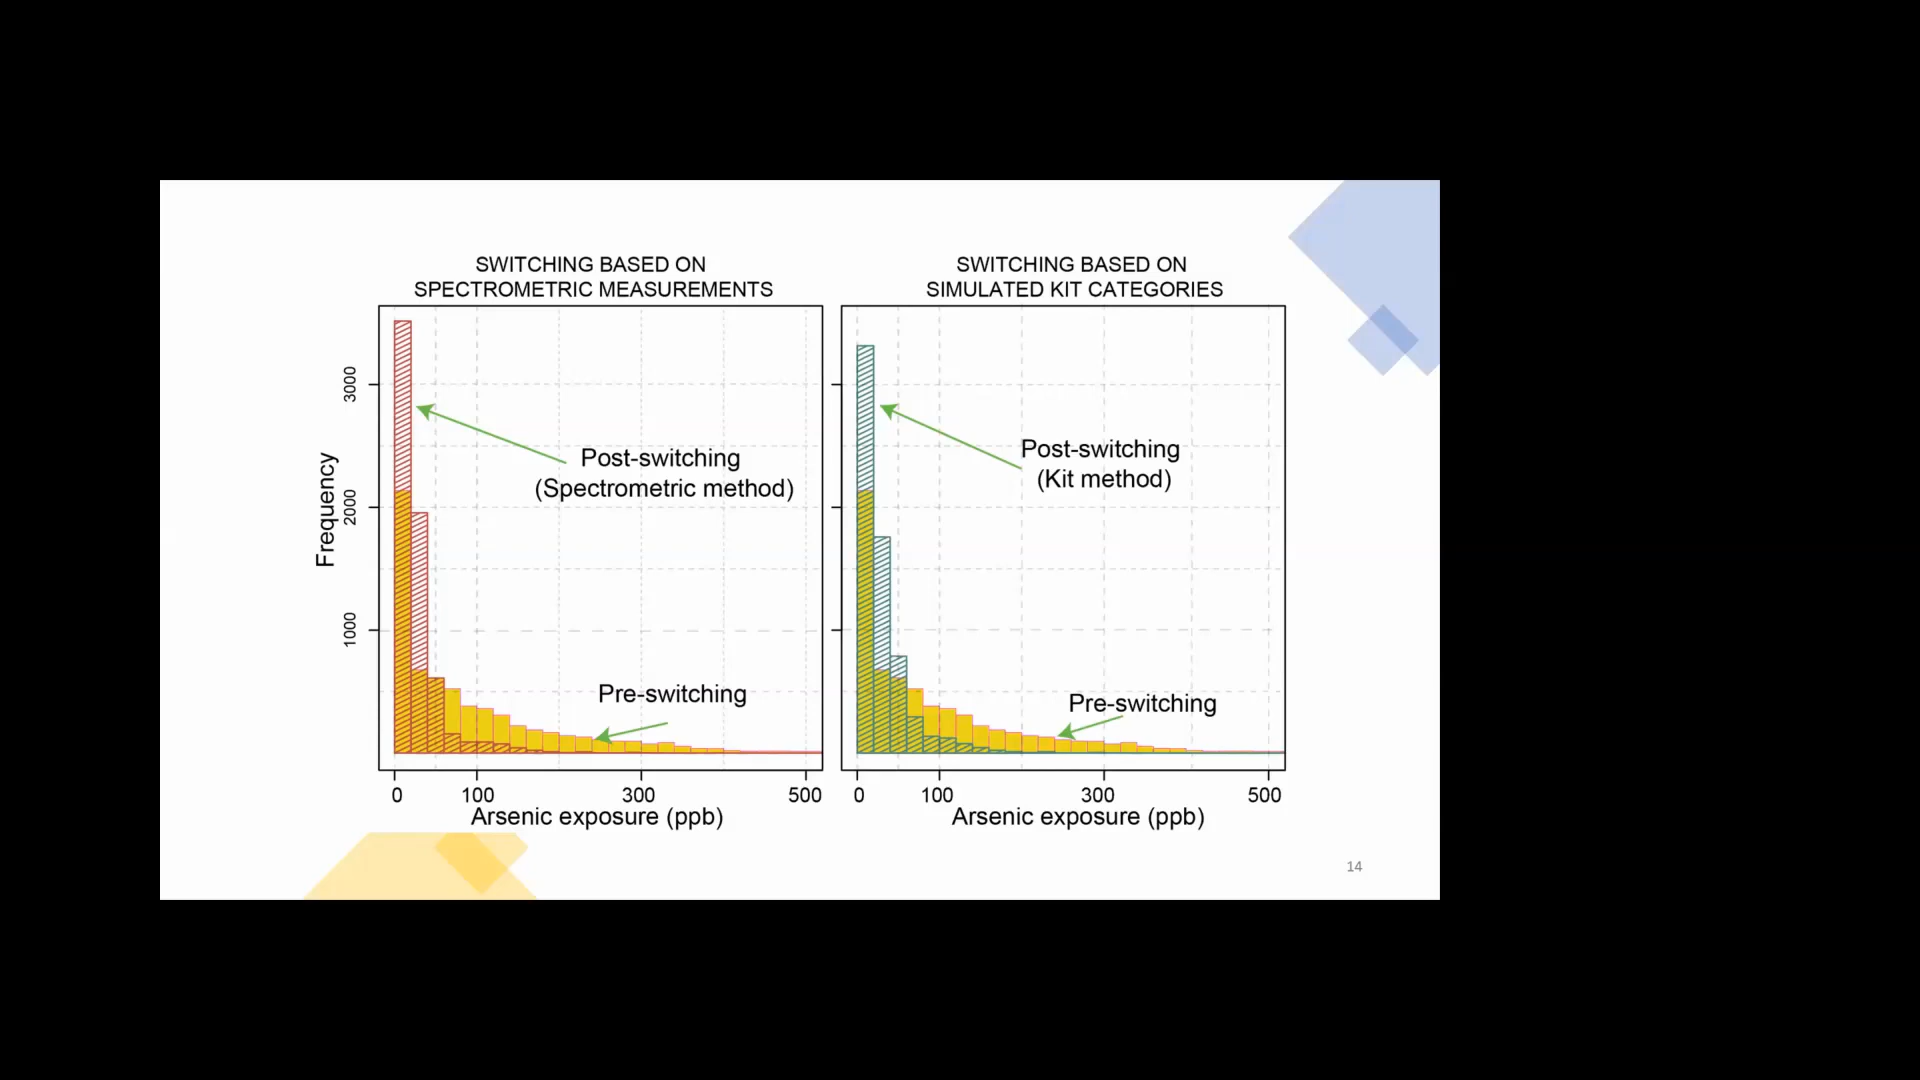 SWITCHING BASED ON
SPECTROMETRIC MEASUREMENTS
SWITCHING BASED ON
SIMULATED KIT CATEGORIES
Frequency
3000
2000
1000
Post-switching
(Spectrometric method)
Pre-switching
Post-switching
(Kit method)
Pre-switching
0 100 300 500
Arsenic exposure (ppb)
0 100 300 500
Arsenic exposure (ppb)
14